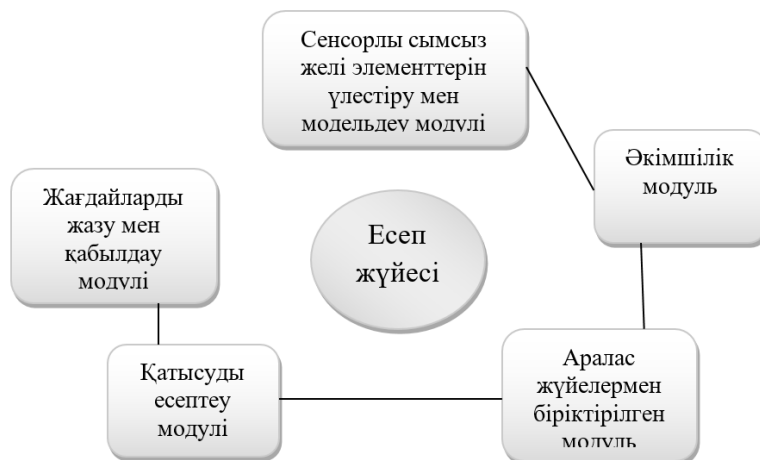 Сенсорлы сымсыз
желі элементтерін
үлестіру мен
модельдеу модулі
Әкімшілік
модуль
Жағдайларды
жазу мен
қабылдау
модулі
Есеп
жүйесі
Қатысуды
есептеу
модулі
Аралас
жүйелермен
біріктірілген
модуль